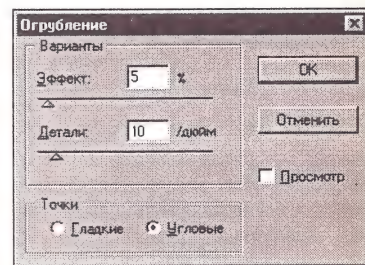 Огрубление
Варианты
Эффект: 5 %
Детали: 10 /дюйм
Точки
Гладкие Угловые
OK
Отменить
Просмотр